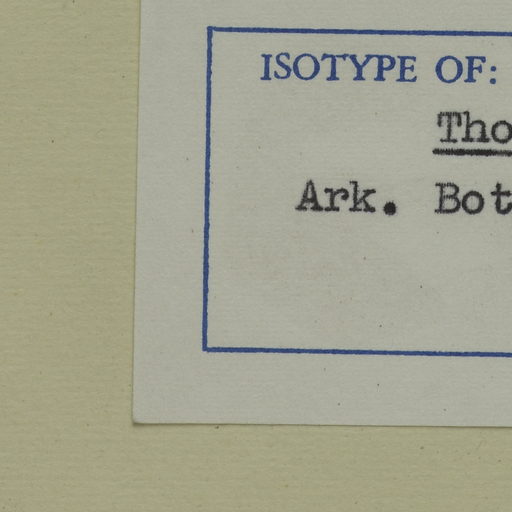 ISOTYPE OF:
Tho
Ark. Bot